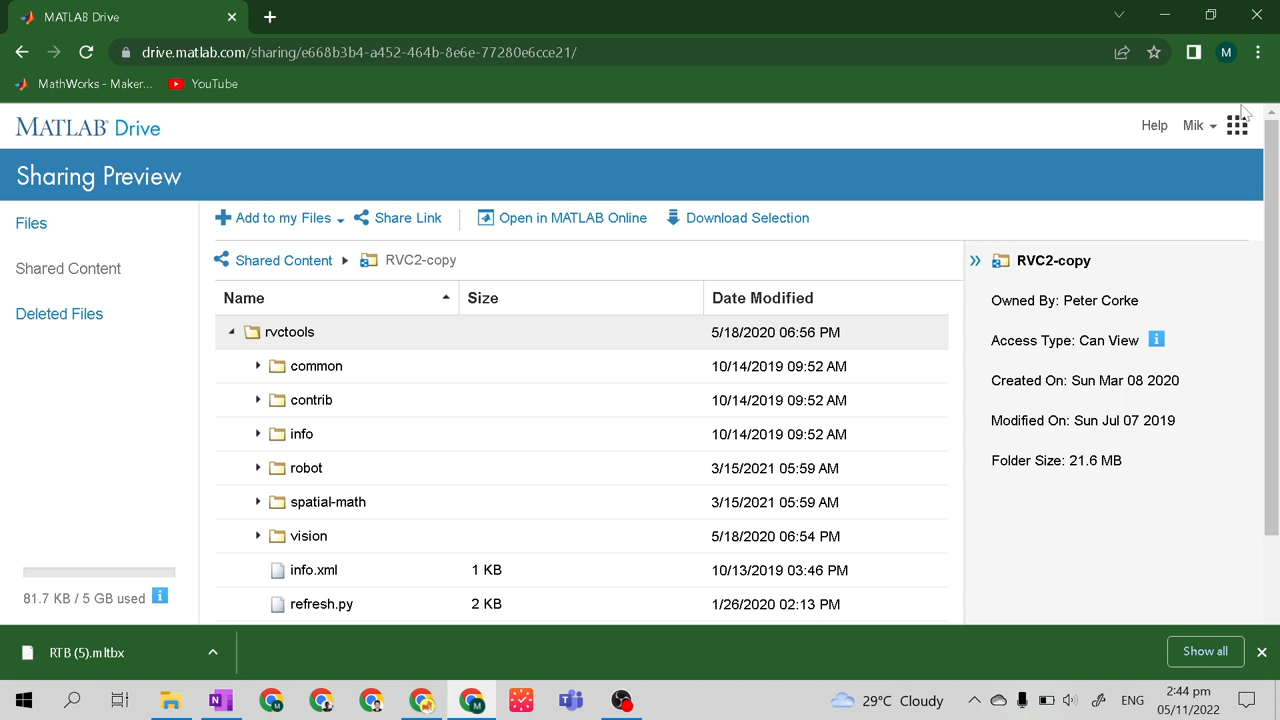 MATLAB Drive
drive.matlab.com/sharing/e668b3b4-a452-464b-8e6e-77280e6cce21/
M
MathWorks - Maker...
YouTube
MATLAB® Drive
Help
Mik
Sharing Preview
Files
Shared Content
Deleted Files
81.7 KB / 5 GB used
Add to my Files
Share Link
Open in MATLAB Online
Download Selection
Shared Content
RVC2-copy
Name Size Date Modified
rvctools 5/18/2020 06:56 PM
common 10/14/2019 09:52 AM
contrib 10/14/2019 09:52 AM
info 10/14/2019 09:52 AM
robot 3/15/2021 05:59 AM
spatial-math 3/15/2021 05:59 AM
vision 5/18/2020 06:54 PM
info.xml 1 KB 10/13/2019 03:46 PM
refresh.py 2 KB 1/26/2020 02:13 PM
RVC2-copy
Owned By: Peter Corke
Access Type: Can View
Created On: Sun Mar 08 2020
Modified On: Sun Jul 07 2019
Folder Size: 21.6 MB
RTB (5).mltbx
Show all
29°C Cloudy
ENG
2:44 pm
05/11/2022